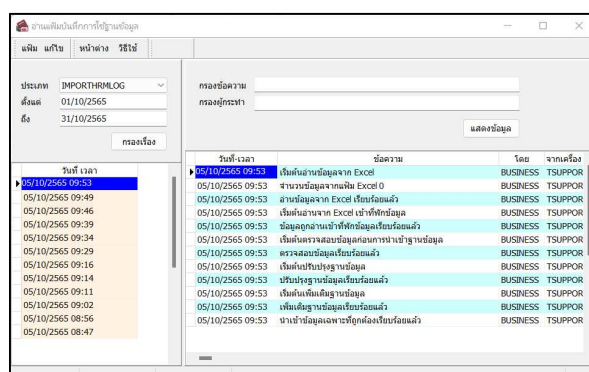 อ่านแฟ้มบันทึกการใช้ฐานข้อมูล
แฟ้ม แก้ไข หน้าต่าง วิธีใช้
ประเภท IMPORTHRMLOG
ตั้งแต่ 01/10/2565
ถึง 31/10/2565
กรองเรื่อง
กรองข้อความ
กรองผู้กระทำ
แสดงข้อมูล
วันที่ เวลา
05/10/2565 09:53
05/10/2565 09:49
05/10/2565 09:46
05/10/2565 09:39
05/10/2565 09:34
05/10/2565 09:29
05/10/2565 09:16
05/10/2565 09:14
05/10/2565 09:11
05/10/2565 09:02
05/10/2565 08:56
05/10/2565 08:47
วันที่-เวลา ข้อความ โดย จากเครื่อง
05/10/2565 09:53 เริ่มต้นอ่านข้อมูลจาก Excel BUSINESS TSUPPOR
05/10/2565 09:53 จำนวนข้อมูลจากแฟ้ม Excel 0 BUSINESS TSUPPOR
05/10/2565 09:53 อ่านข้อมูลจาก Excel เรียบร้อยแล้ว BUSINESS TSUPPOR
05/10/2565 09:53 เริ่มต้นอ่านจาก Excel เข้าที่พักข้อมูล BUSINESS TSUPPOR
05/10/2565 09:53 ข้อมูลถูกอ่านเข้าที่พักข้อมูลเรียบร้อยแล้ว BUSINESS TSUPPOR
05/10/2565 09:53 เริ่มต้นตรวจสอบข้อมูลก่อนการนำเข้าฐานข้อมูล BUSINESS TSUPPOR
05/10/2565 09:53 ตรวจสอบข้อมูลเรียบร้อยแล้ว BUSINESS TSUPPOR
05/10/2565 09:53 เริ่มต้นปรับปรุงฐานข้อมูล BUSINESS TSUPPOR
05/10/2565 09:53 ปรับปรุงฐานข้อมูลเรียบร้อยแล้ว BUSINESS TSUPPOR
05/10/2565 09:53 เริ่มต้นเพิ่มเติมฐานข้อมูล BUSINESS TSUPPOR
05/10/2565 09:53 เพิ่มเติมฐานข้อมูลเรียบร้อยแล้ว BUSINESS TSUPPOR
05/10/2565 09:53 นำเข้าข้อมูลเฉพาะที่ถูกต้องเรียบร้อยแล้ว BUSINESS TSUPPOR